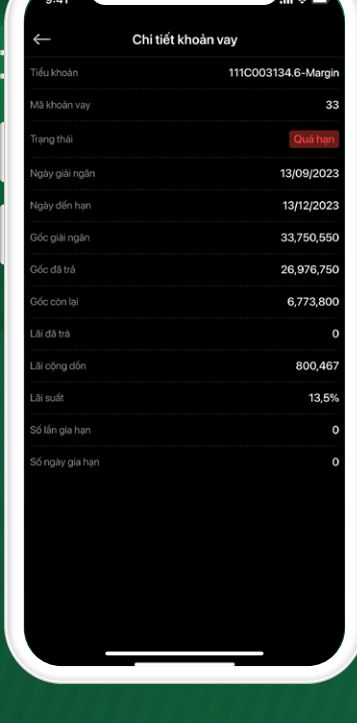 9:41
Chi tiết khoản vay
Tiểu khoản 111C003134.6-Margin
Mã khoản vay 33
Trạng thái Quá hạn
Ngày giải ngân 13/09/2023
Ngày đến hạn 13/12/2023
Gốc giải ngân 33,750,550
Gốc đã trả 26,976,750
Gốc còn lại 6,773,800
Lãi đã trả 0
Lãi cộng dồn 800,467
Lãi suất 13,5%
Số lần gia hạn 0
Số ngày gia hạn 0